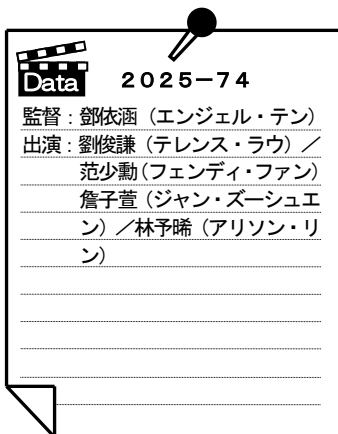 Data
２０２５－７４
監督：鄧依涵（エンジェル・テン）
出演：劉俊謙（テレンス・ラウ）／
范少勳（フェンディ・ファン）
詹子萱（ジャン・ズーシュエ
ン）／林予晞（アリソン・リ
ン）